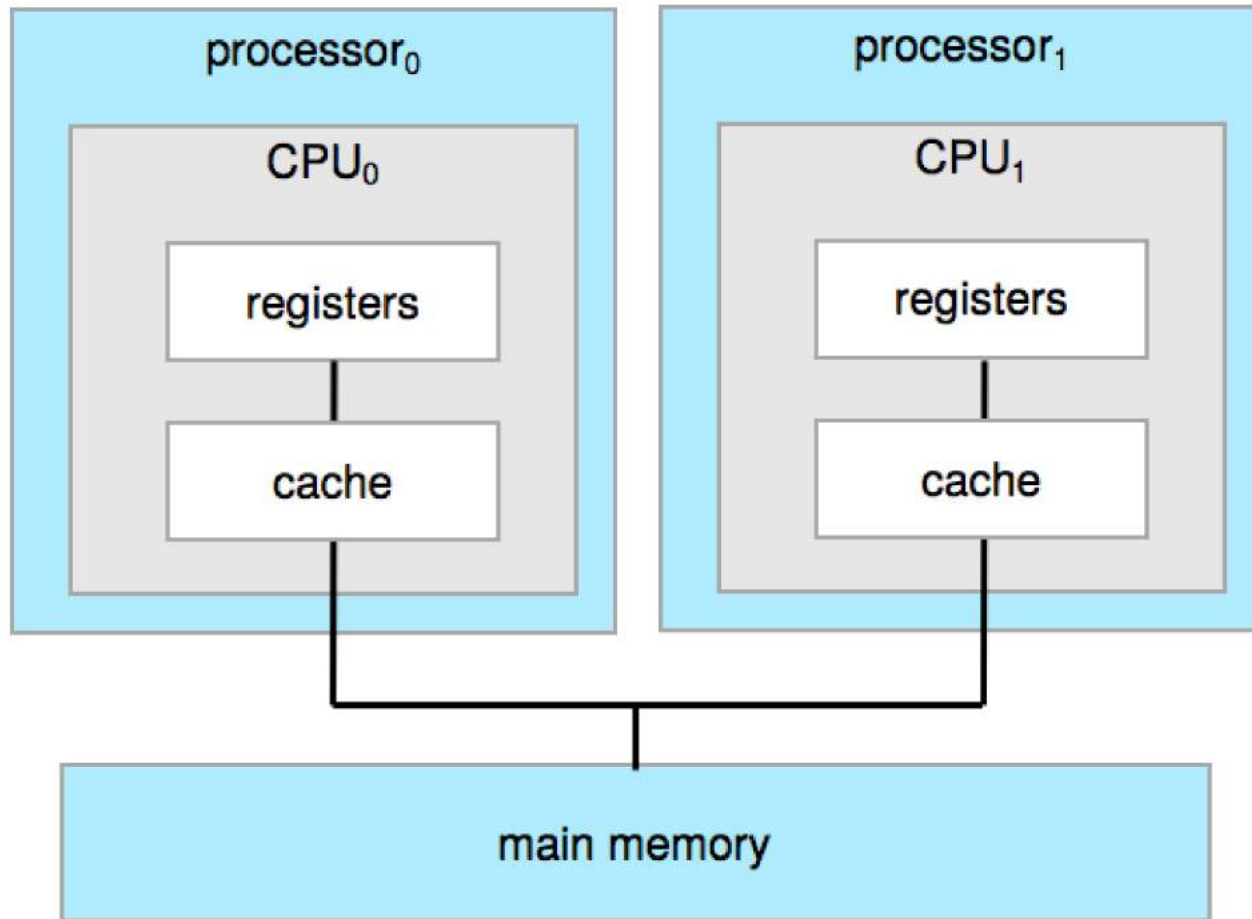 processor₀
CPU₀
registers
cache
processor₁
CPU₁
registers
cache
main memory